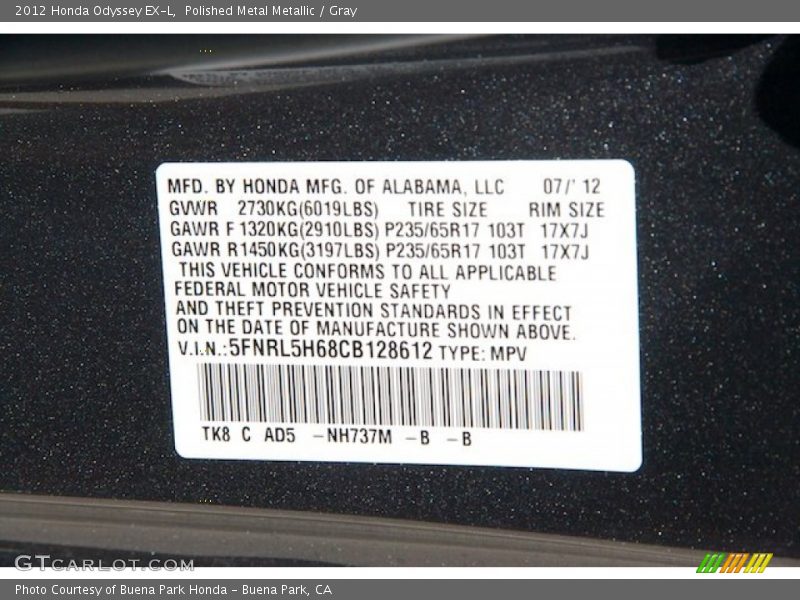 2012 Honda Odyssey EX-L,  Polished Metal Metallic / Gray
MFD. BY HONDA MFG. OF ALABAMA, LLC 07/' 12
GVWR 2730KG(6019LBS) TIRE SIZE RIM SIZE
GAWR F 1320KG(2910LBS) P235/65R17 103T 17X7J
GAWR R1450KG(3197LBS) P235/65R17 103T 17X7J
THIS VEHICLE CONFORMS TO ALL APPLICABLE
FEDERAL MOTOR VEHICLE SAFETY
AND THEFT PREVENTION STANDARDS IN EFFECT
ON THE DATE OF MANUFACTURE SHOWN ABOVE.
V.I.N.:5FNRL5H68CB128612 TYPE: MPV
TK8 C AD5 -NH737M -B -B
GTCARLOT.COM
Photo Courtesy of Buena Park Honda - Buena Park, CA